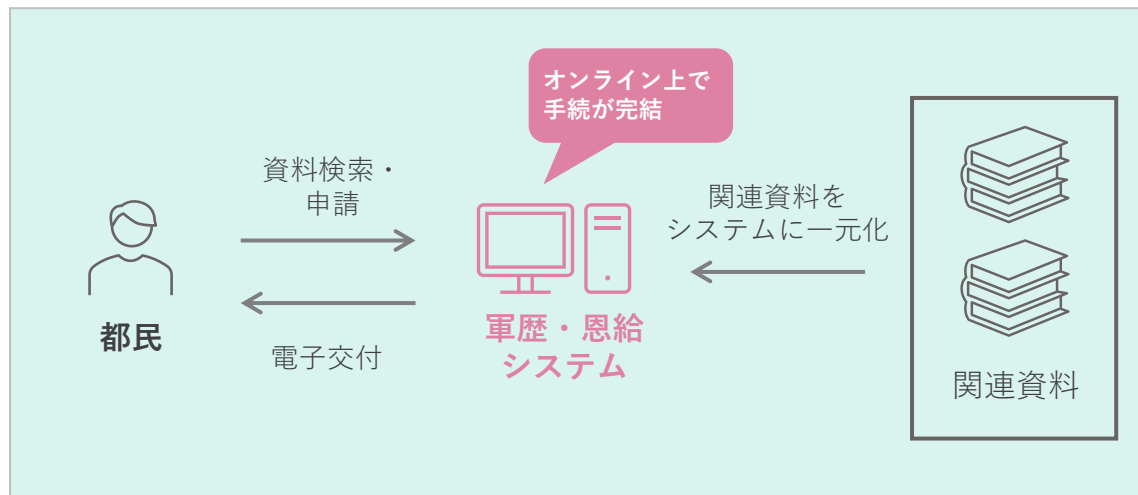 オンライン上で
手続が完結
資料検索・
申請
関連資料を
システムに一元化
都民
電子交付
軍歴・恩給
システム
関連資料